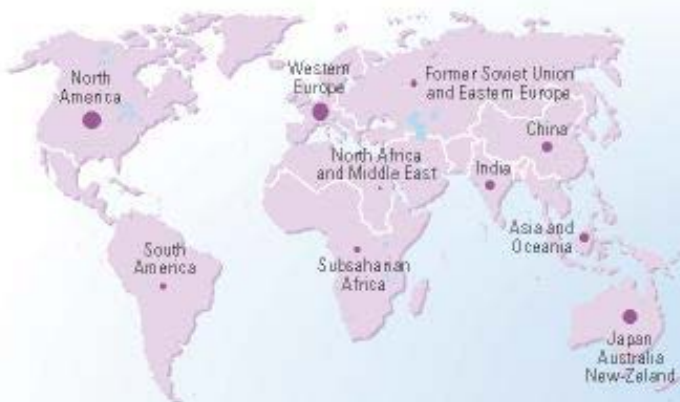 North
America
Western
Europe
Former Soviet Union
and Eastern Europe
China
North Africa
and Middle East
India
Asia and
Oceania
South
America
Subsaharian
Africa
Japan
Australia
New-Zeland